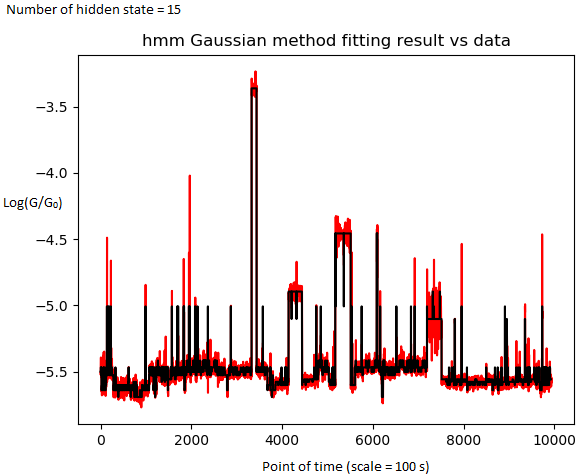 Number of hidden state = 15
hmm Gaussian method fitting result vs data
−3.5
−4.0
Log(G/G₀)
−4.5
−5.0
−5.5
0 2000 4000 6000 8000 10000
Point of time (scale = 100 s)